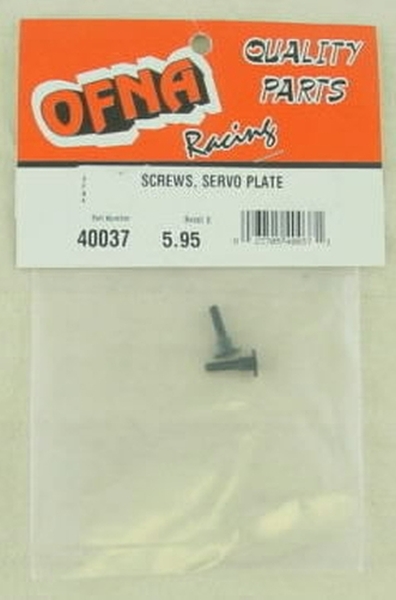 OFNA
Racing
QUALITY
PARTS
SCREWS, SERVO PLATE
Part Number
Retail $
40037
5.95